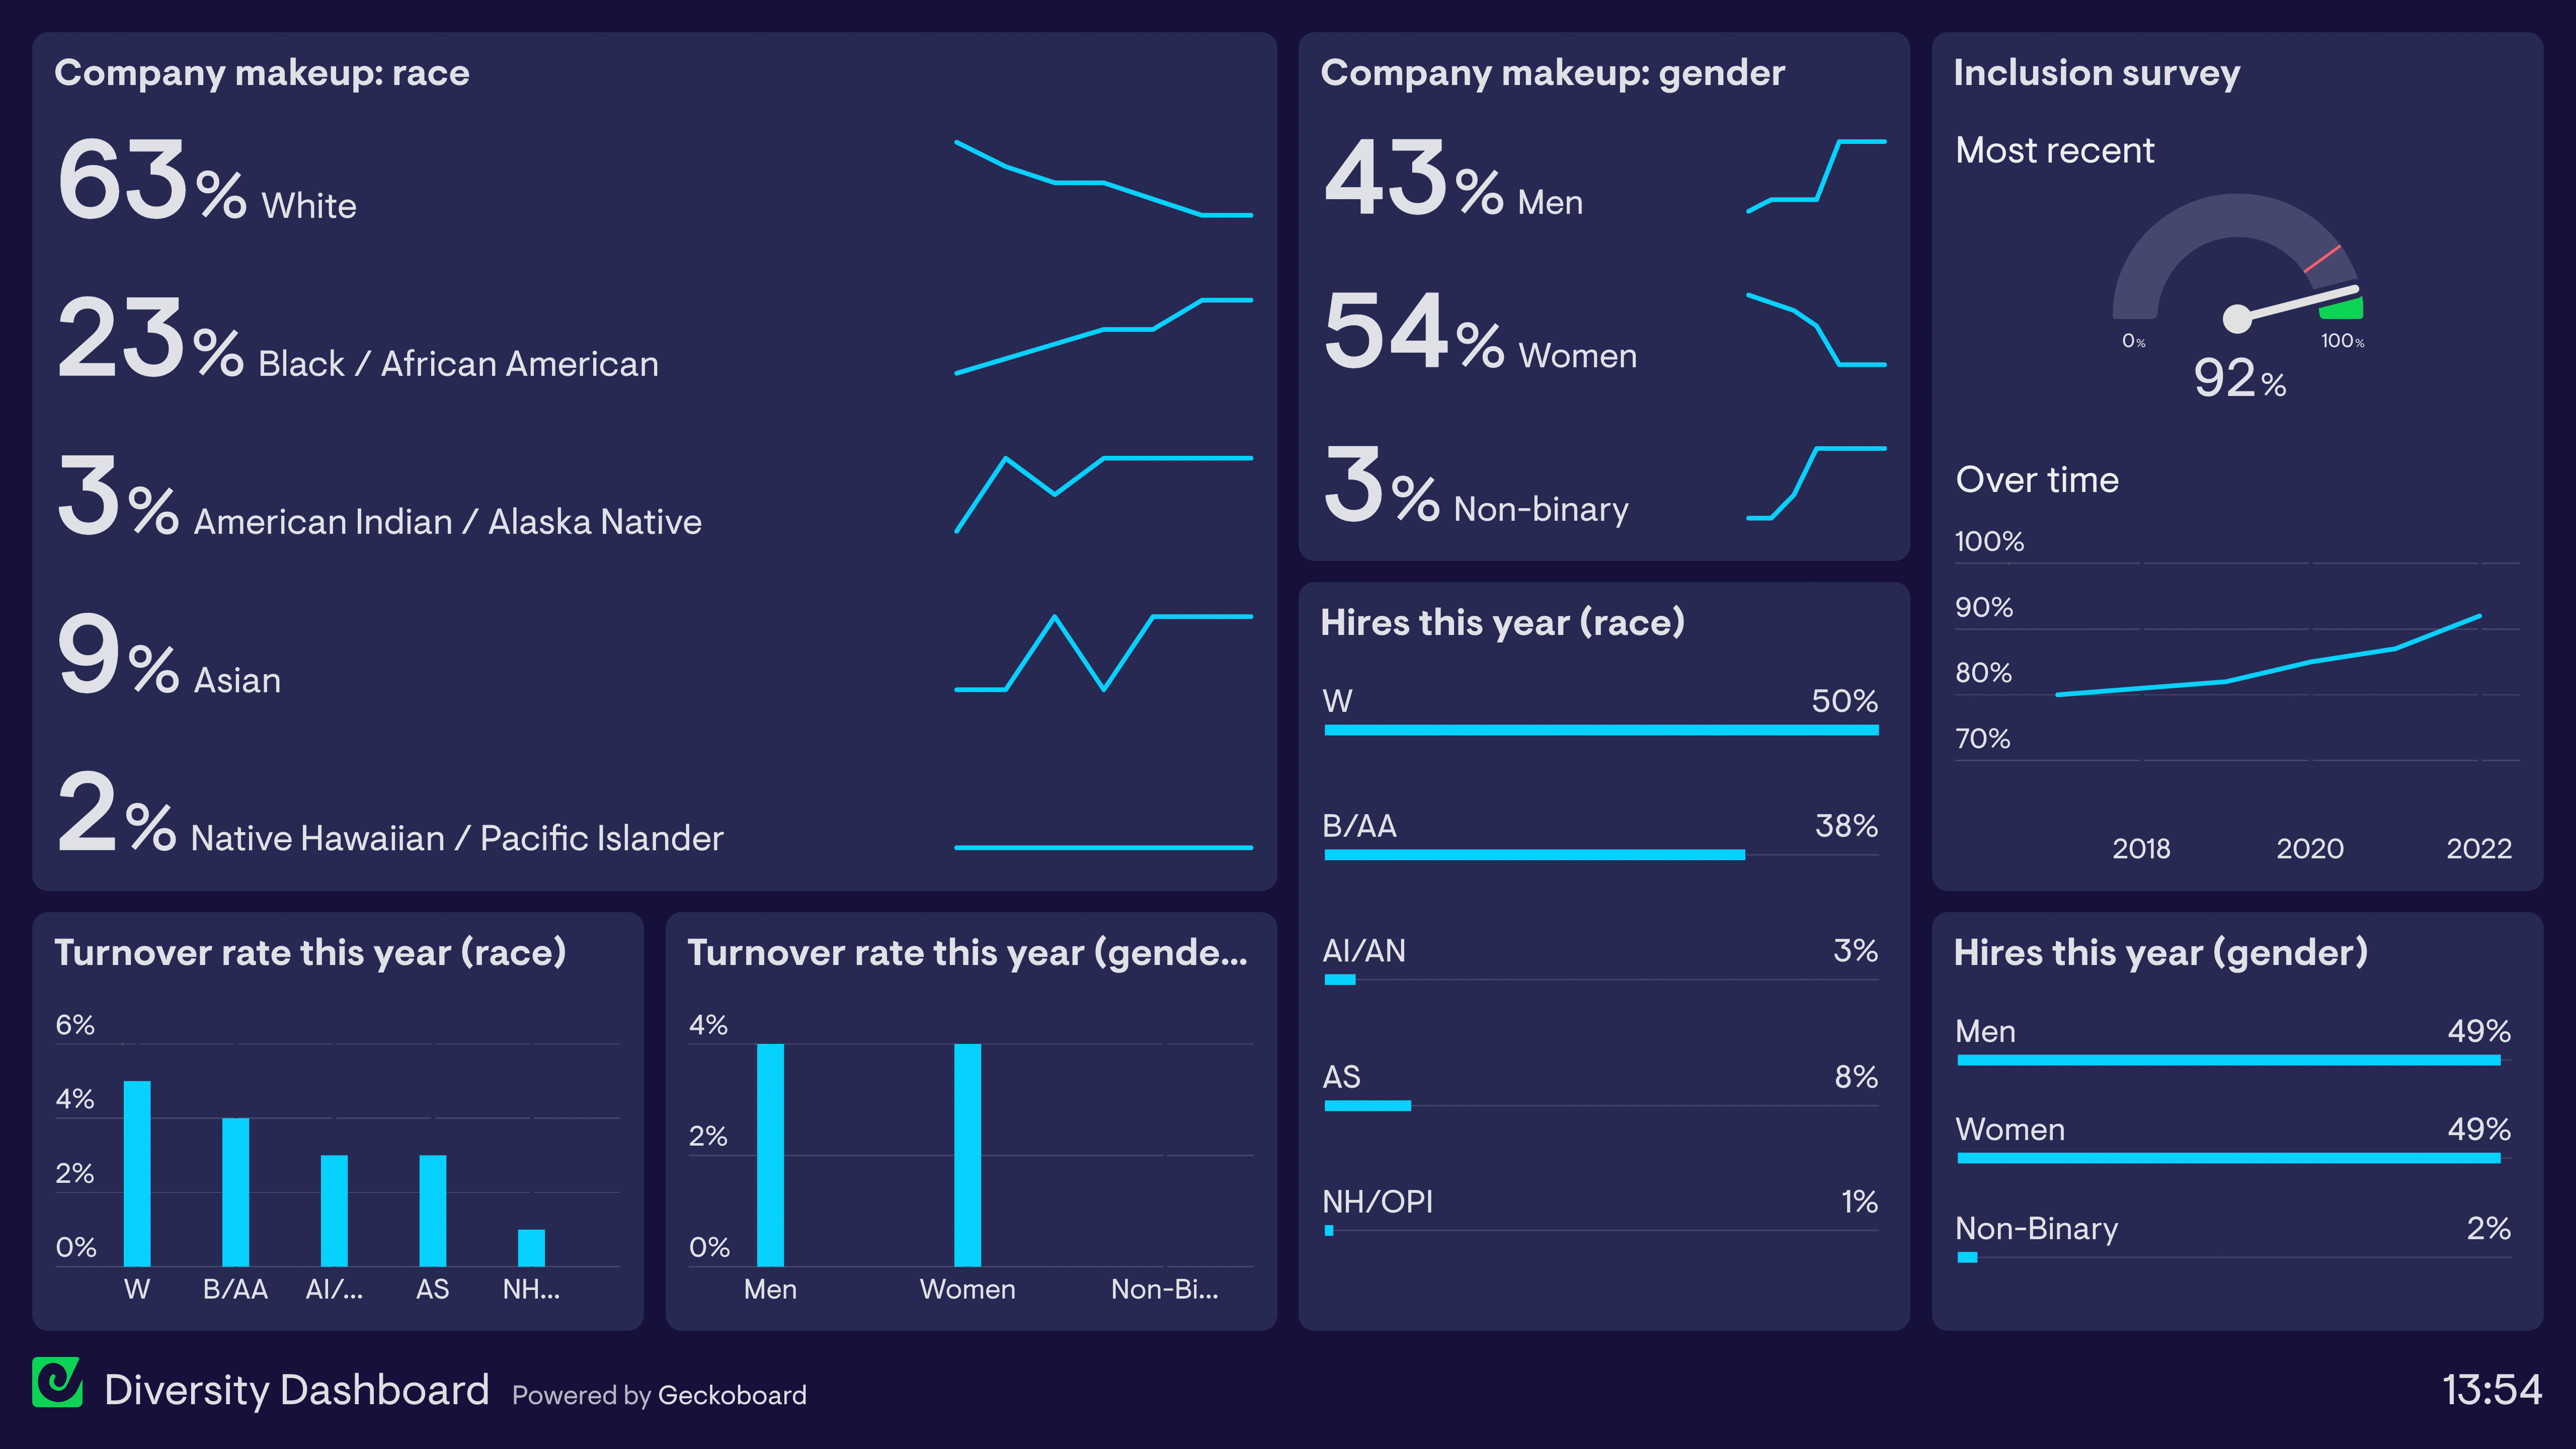 Company makeup: race
63% White
23% Black / African American
3% American Indian / Alaska Native
9% Asian
2% Native Hawaiian / Pacific Islander
Company makeup: gender
43% Men
54% Women
3% Non-binary
Inclusion survey
Most recent
0% 100%
92%
Over time
100%
90%
80%
70%
2018 2020 2022
Hires this year (race)
W 50%
B/AA 38%
AI/AN 3%
AS 8%
NH/OPI 1%
Turnover rate this year (race)
6%
4%
2%
0%
W B/AA AI/... AS NH...
Turnover rate this year (gende...
4%
2%
0%
Men Women Non-Bi...
Hires this year (gender)
Men 49%
Women 49%
Non-Binary 2%
Diversity Dashboard Powered by Geckoboard
13:54